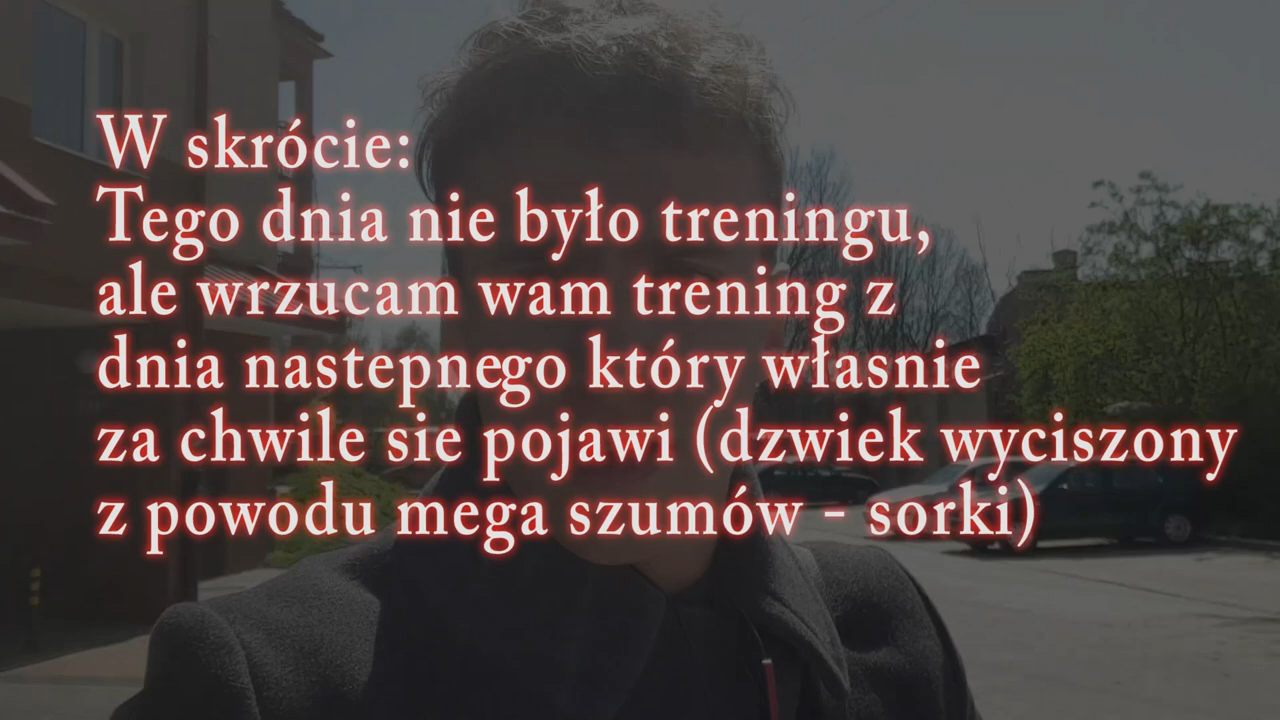 W skrócie:
Tego dnia nie było treningu,
ale wrzucam wam trening z
dnia nastepnego który własnie
za chwile sie pojawi (dzwiek wyciszony
z powodu mega szumów - sorki)